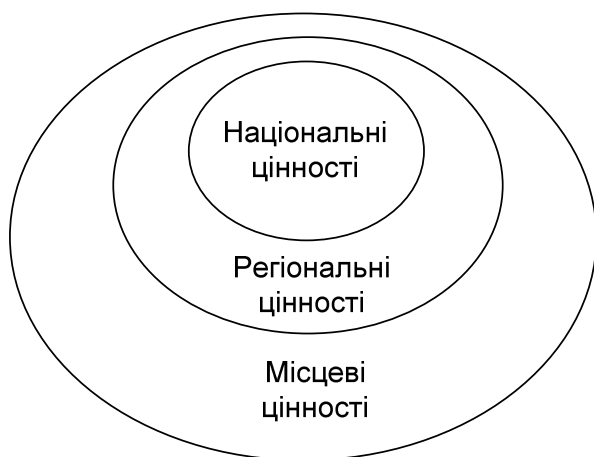 Національні
цінності
Регіональні
цінності
Місцеві
цінності